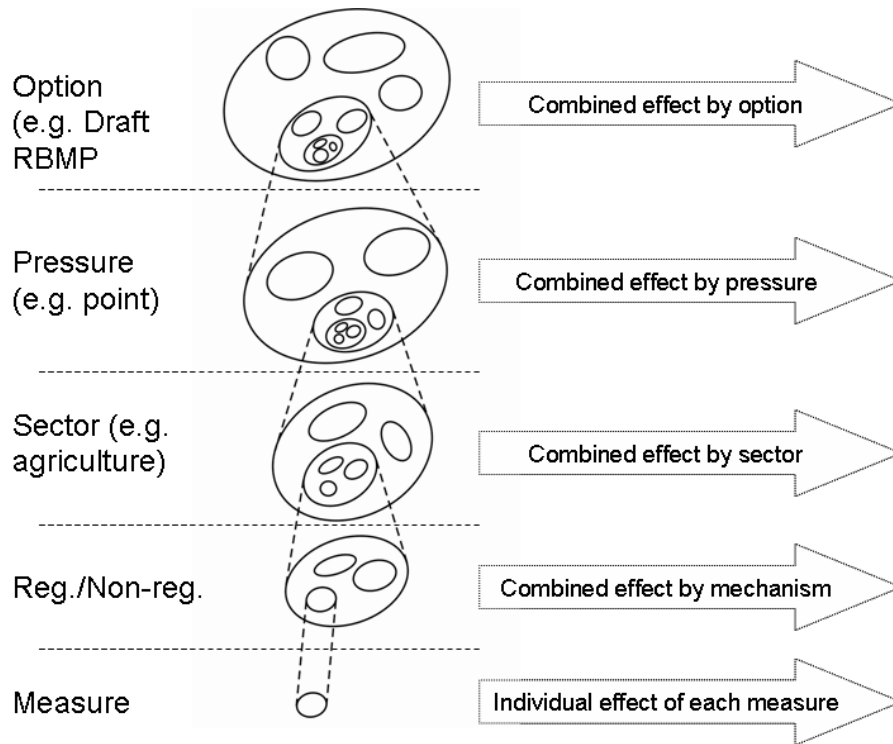 Option
(e.g. Draft
RBMP
Combined effect by option
Pressure
(e.g. point)
Combined effect by pressure
Sector (e.g.
agriculture)
Combined effect by sector
Reg./Non-reg.
Combined effect by mechanism
Measure
Individual effect of each measure